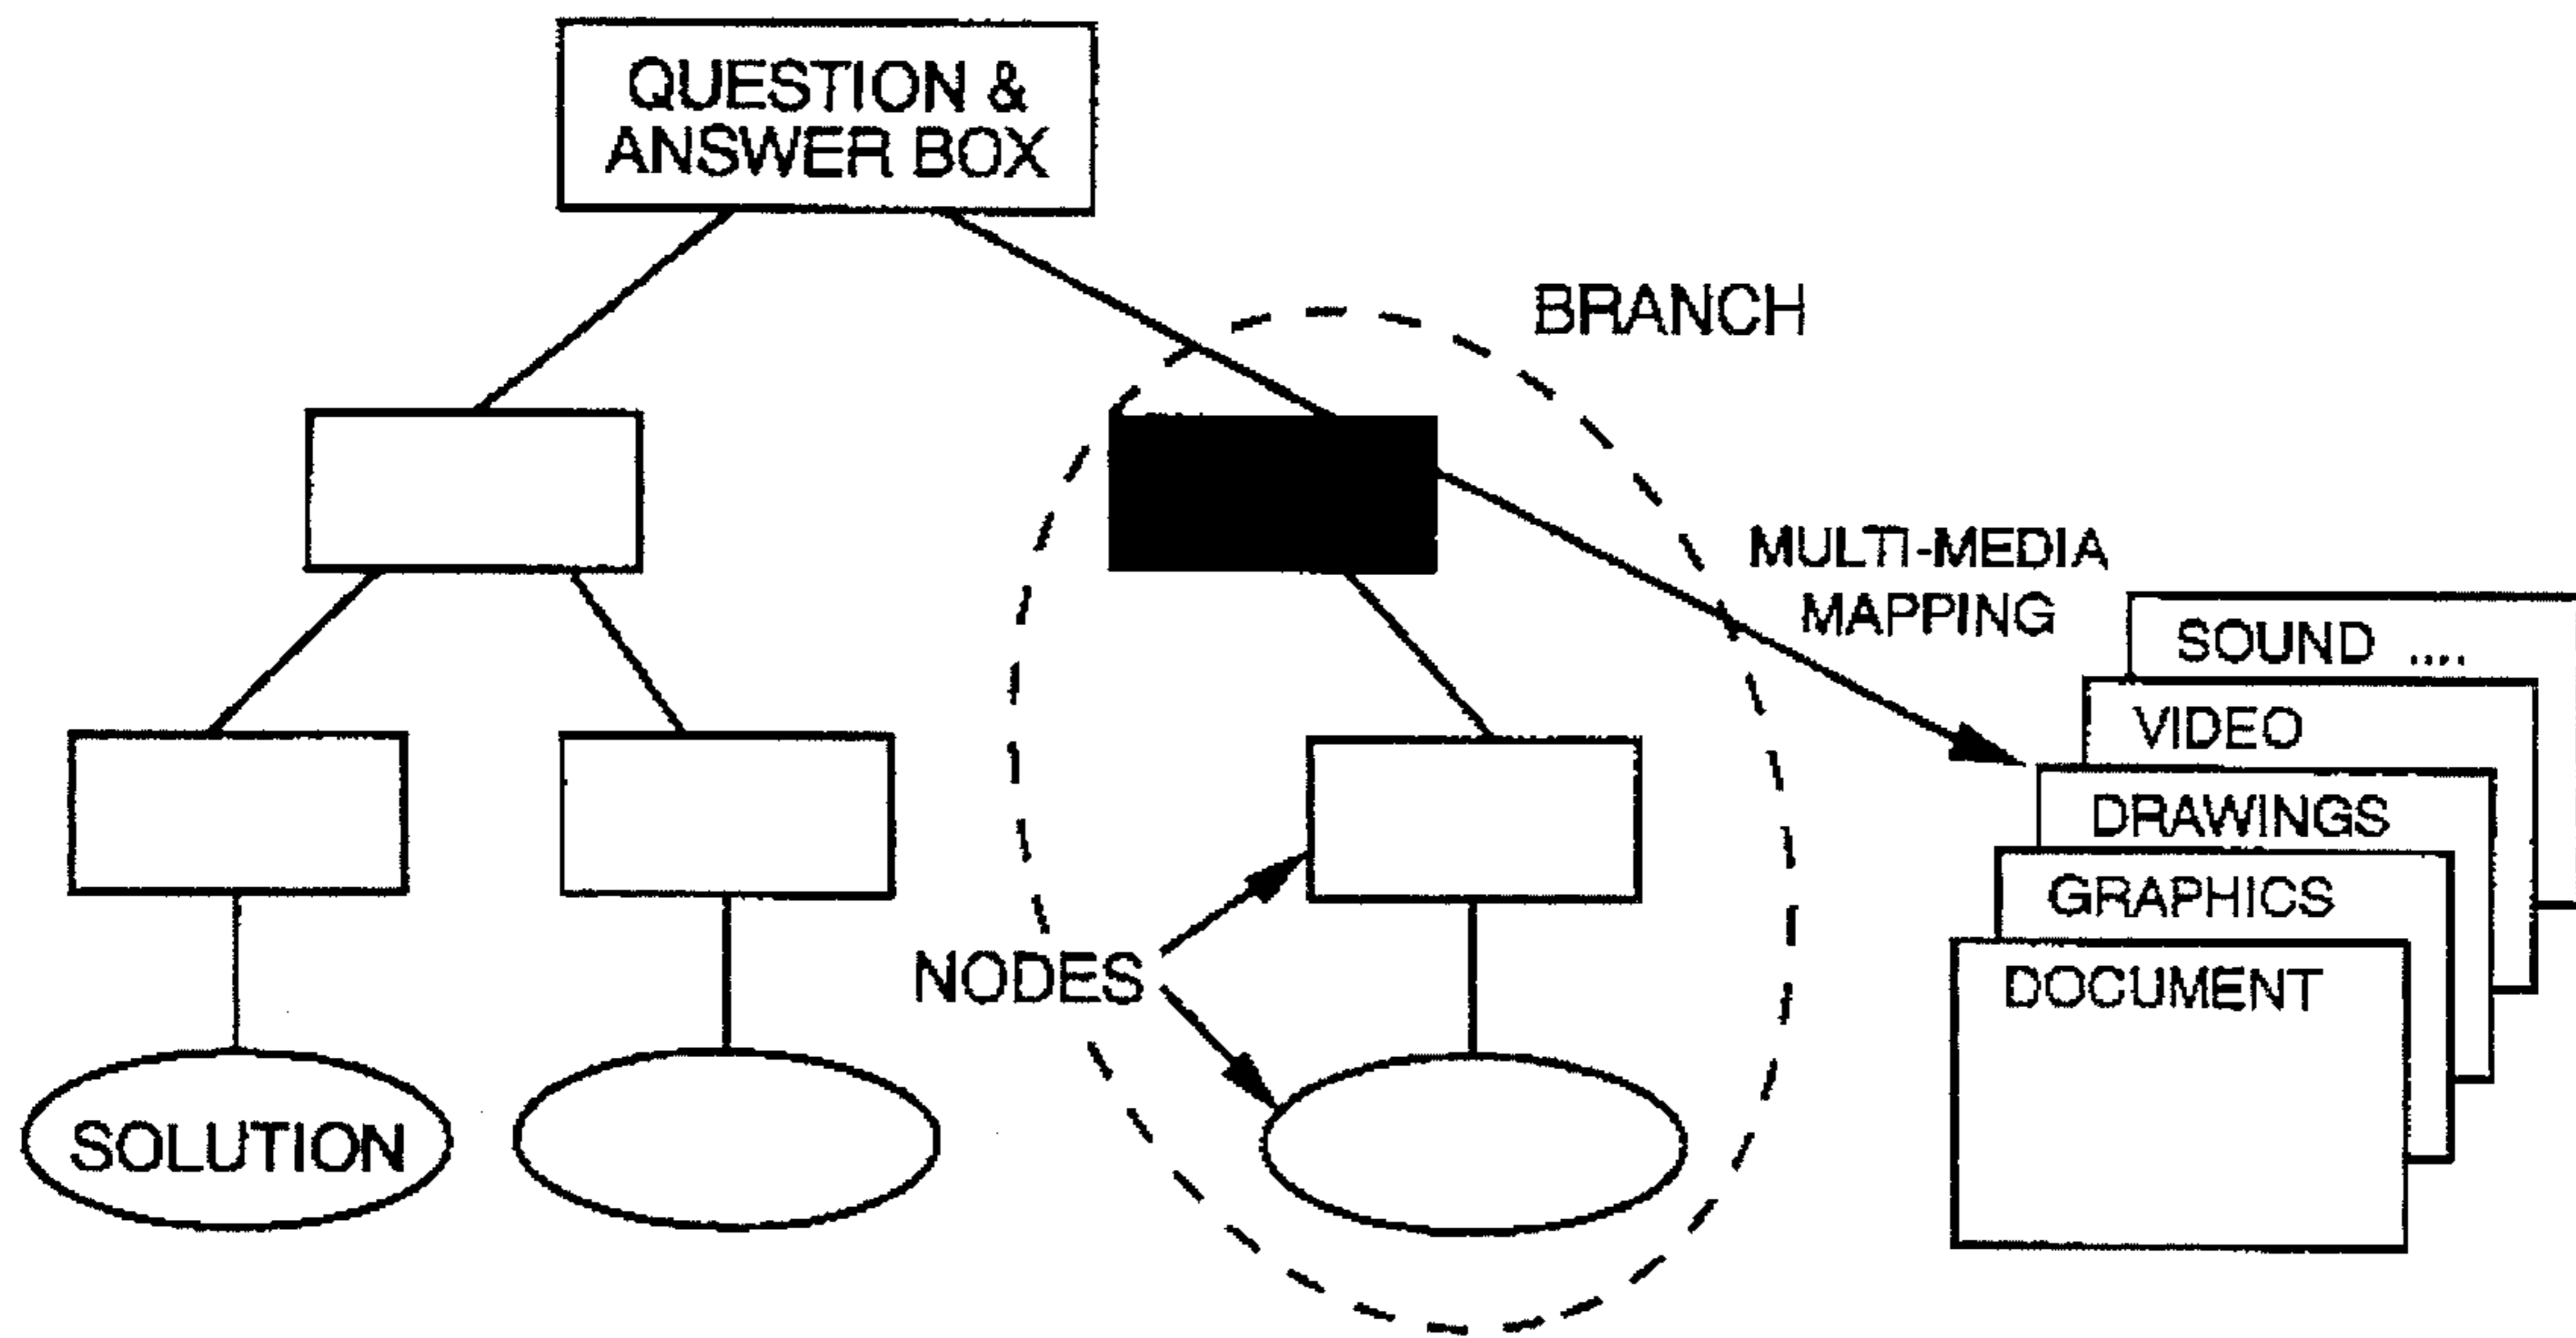 QUESTION &
ANSWER BOX
BRANCH
MULTI-MEDIA
MAPPING
SOUND ....
VIDEO
DRAWINGS
GRAPHICS
DOCUMENT
NODES
SOLUTION